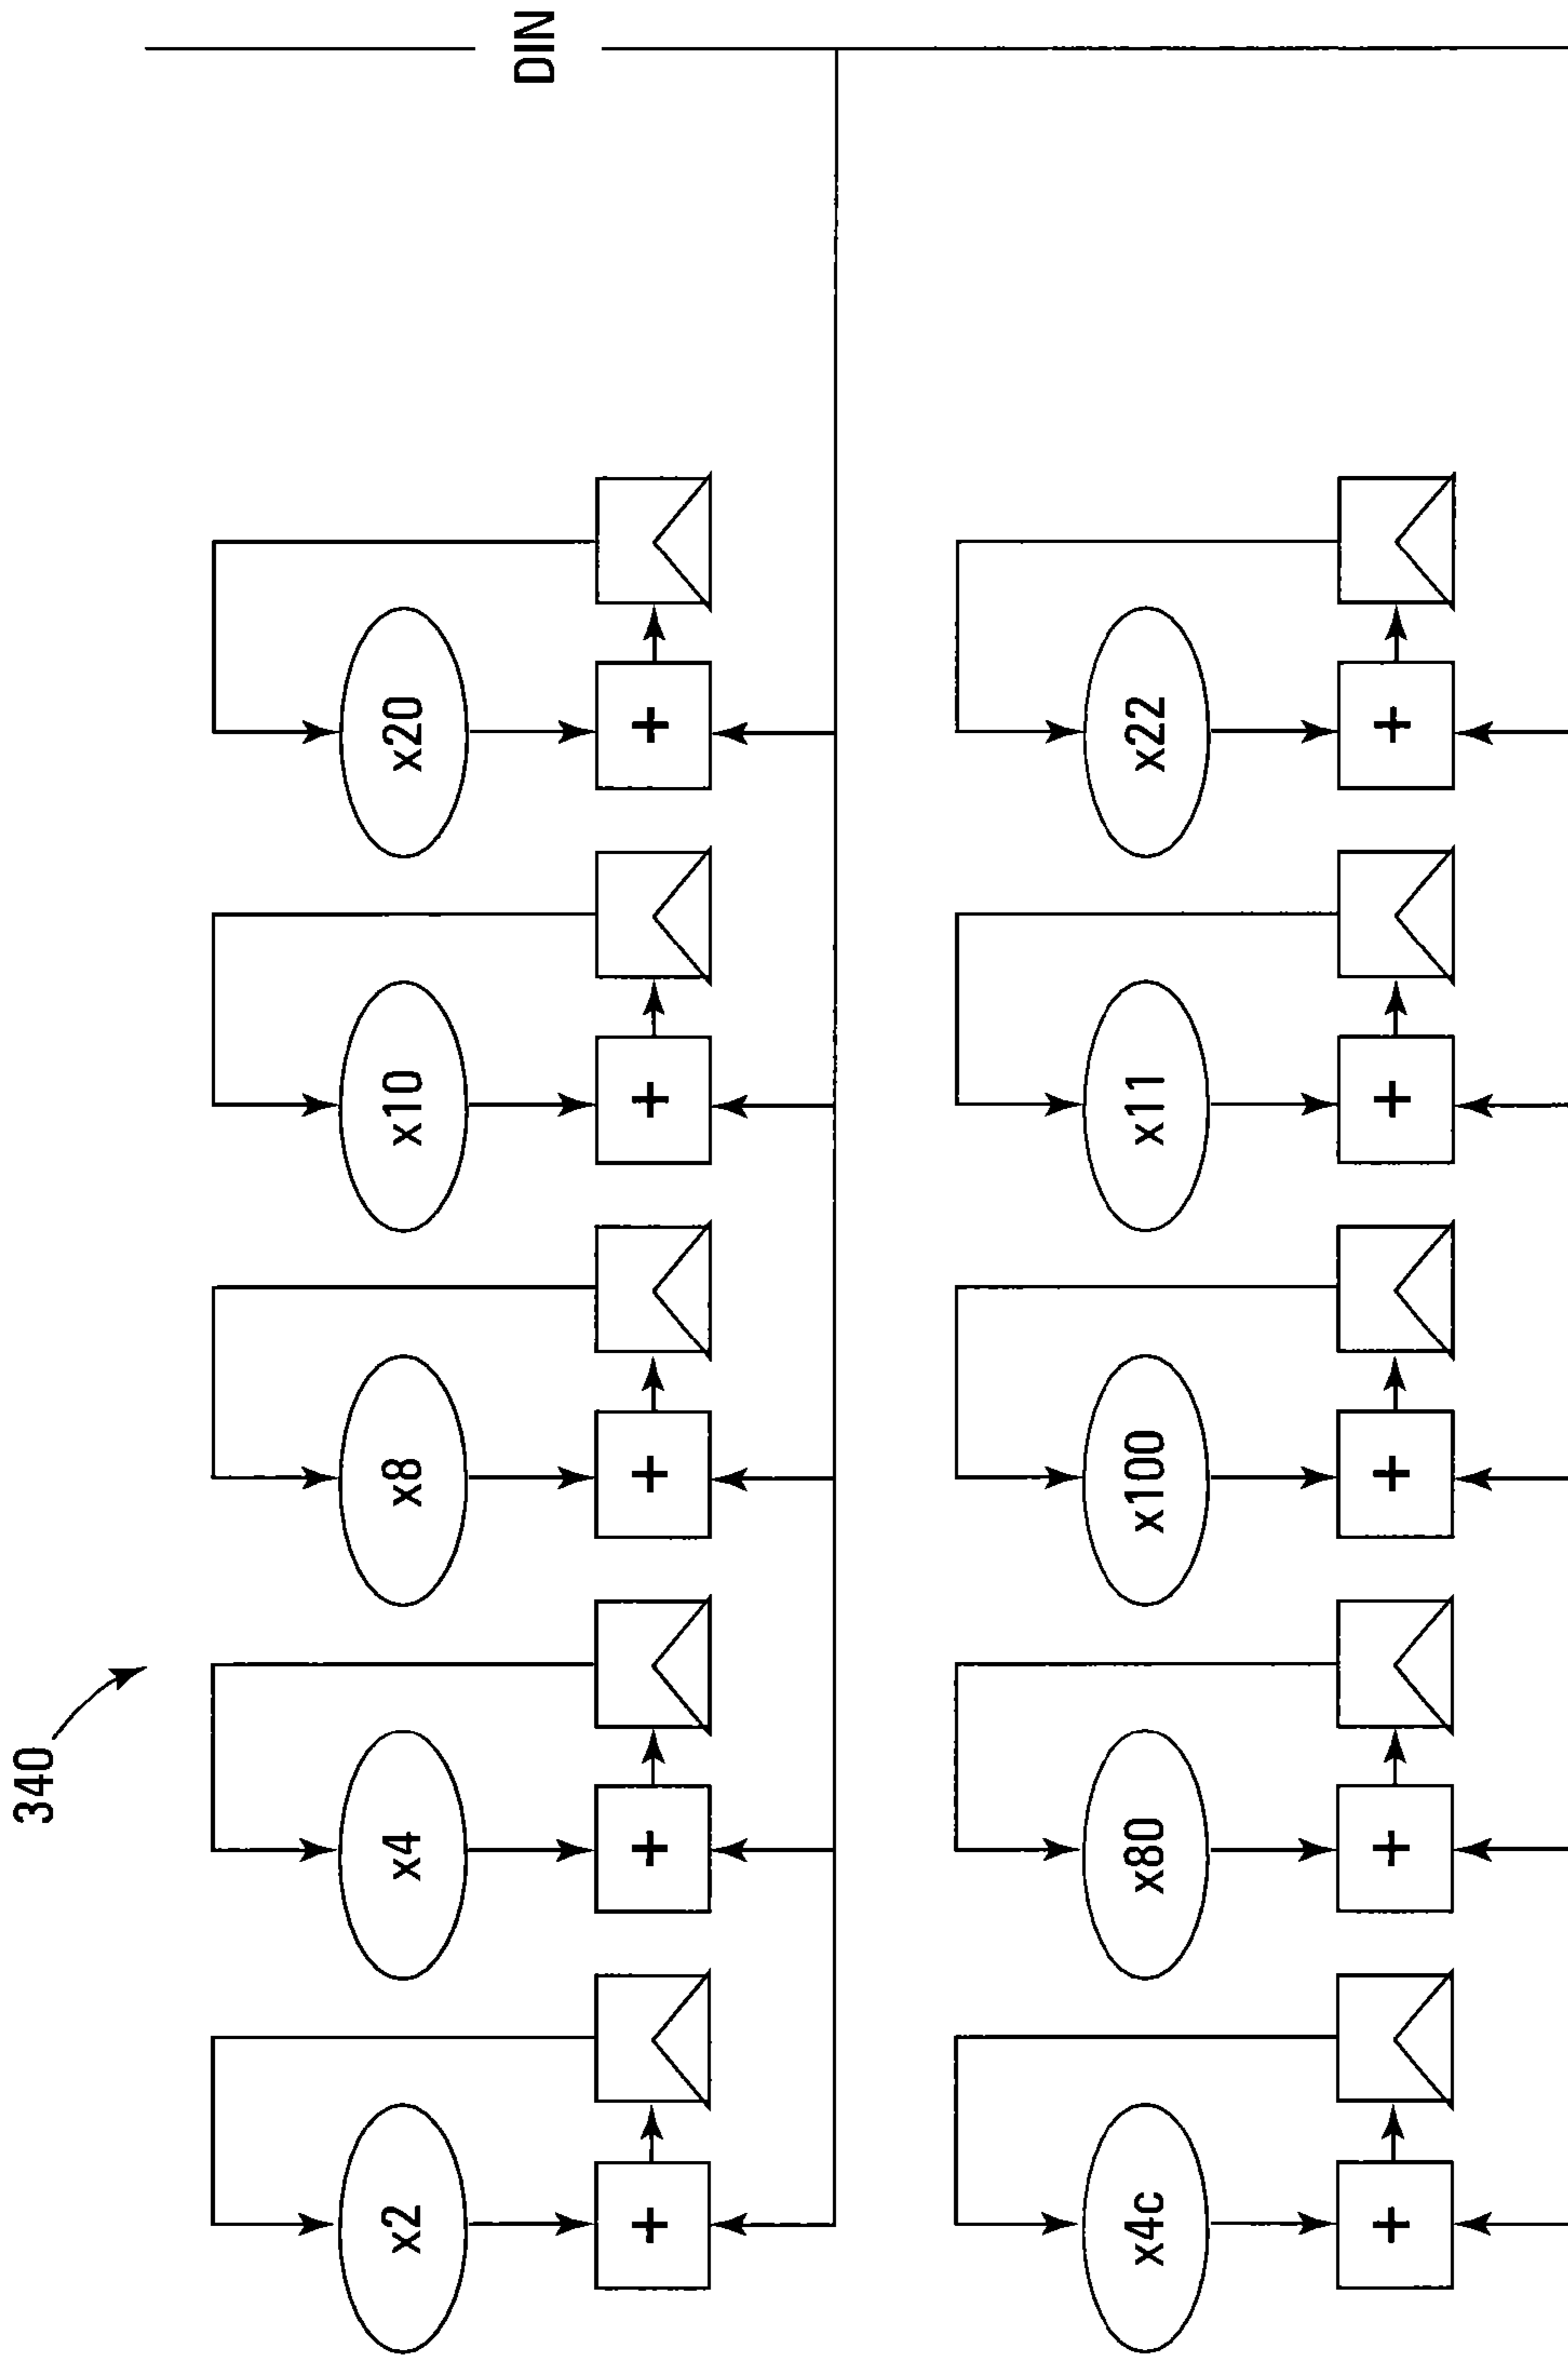 340
x2 x4 x8 x10 x20
DIN
+ + + + +
x4c x80 x100 x11 x22
+ + + + +